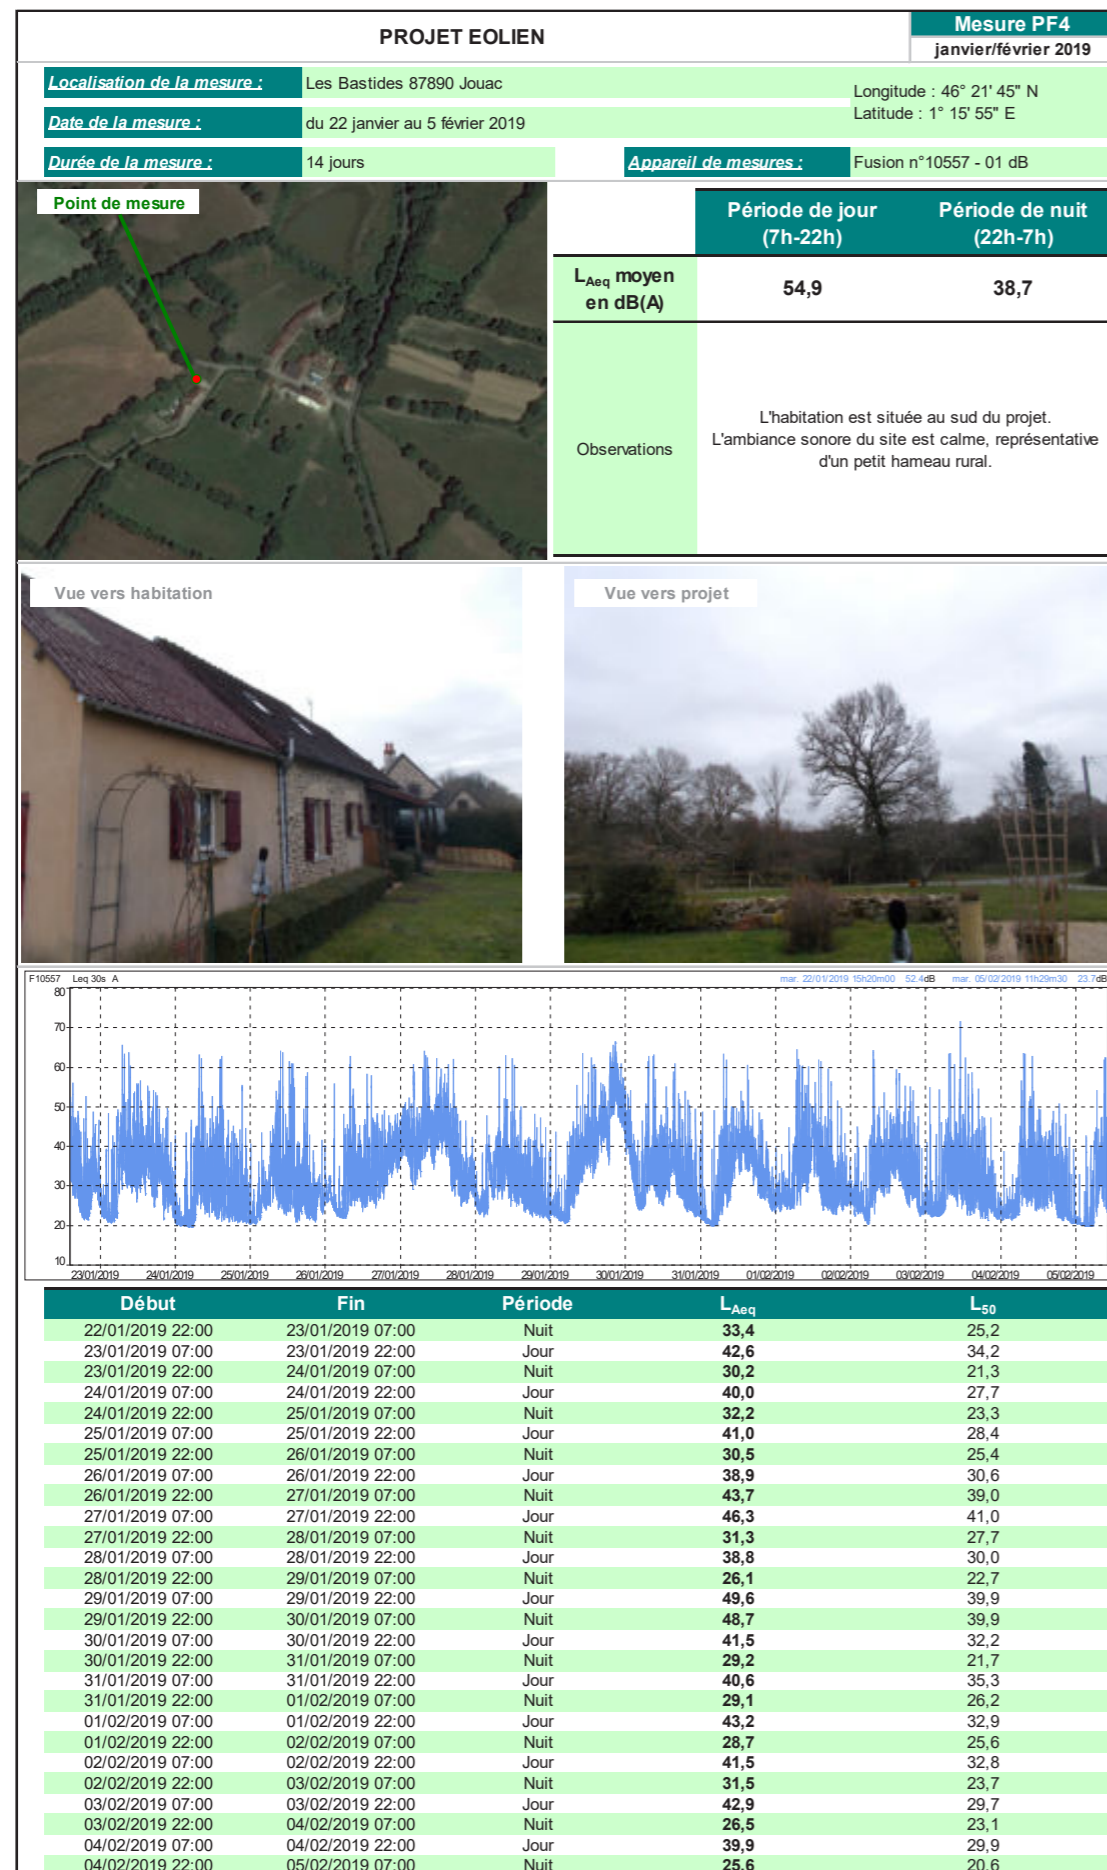 PROJET EOLIEN
Mesure PF4
janvier/février 2019
Localisation de la mesure :
Les Bastides 87890 Jouac
Longitude : 46° 21' 45" N
Latitude : 1° 15' 55" E
Date de la mesure :
du 22 janvier au 5 février 2019
Durée de la mesure :
14 jours
Appareil de mesures :
Fusion n°10557 - 01 dB
Point de mesure
Période de jour
(7h-22h)
Période de nuit
(22h-7h)
LAeq moyen
en dB(A)
54,9
38,7
Observations
L'habitation est située au sud du projet.
L'ambiance sonore du site est calme, représentative
d'un petit hameau rural.
Vue vers habitation
Vue vers projet
F10557 Leq 30s A
mar. 22/01/2019 15h20m00 52.4dB mar. 05/02/2019 11h29m30 23.7dB
80
70
60
50
40
30
20
10
23/01/2019 24/01/2019 25/01/2019 26/01/2019 27/01/2019 28/01/2019 29/01/2019 30/01/2019 31/01/2019 01/02/2019 02/02/2019 03/02/2019 04/02/2019 05/02/2019
Début Fin Période LAeq L50
22/01/2019 22:00 23/01/2019 07:00 Nuit 33,4 25,2
23/01/2019 07:00 23/01/2019 22:00 Jour 42,6 34,2
23/01/2019 22:00 24/01/2019 07:00 Nuit 30,2 21,3
24/01/2019 07:00 24/01/2019 22:00 Jour 40,0 27,7
24/01/2019 22:00 25/01/2019 07:00 Nuit 32,2 23,3
25/01/2019 07:00 25/01/2019 22:00 Jour 41,0 28,4
25/01/2019 22:00 26/01/2019 07:00 Nuit 30,5 25,4
26/01/2019 07:00 26/01/2019 22:00 Jour 38,9 30,6
26/01/2019 22:00 27/01/2019 07:00 Nuit 43,7 39,0
27/01/2019 07:00 27/01/2019 22:00 Jour 46,3 41,0
27/01/2019 22:00 28/01/2019 07:00 Nuit 31,3 27,7
28/01/2019 07:00 28/01/2019 22:00 Jour 38,8 30,0
28/01/2019 22:00 29/01/2019 07:00 Nuit 26,1 22,7
29/01/2019 07:00 29/01/2019 22:00 Jour 49,6 39,9
29/01/2019 22:00 30/01/2019 07:00 Nuit 48,7 39,9
30/01/2019 07:00 30/01/2019 22:00 Jour 41,5 32,2
30/01/2019 22:00 31/01/2019 07:00 Nuit 29,2 21,7
31/01/2019 07:00 31/01/2019 22:00 Jour 40,6 35,3
31/01/2019 22:00 01/02/2019 07:00 Nuit 29,1 26,2
01/02/2019 07:00 01/02/2019 22:00 Jour 43,2 32,9
01/02/2019 22:00 02/02/2019 07:00 Nuit 28,7 25,6
02/02/2019 07:00 02/02/2019 22:00 Jour 41,5 32,8
02/02/2019 22:00 03/02/2019 07:00 Nuit 31,5 23,7
03/02/2019 07:00 03/02/2019 22:00 Jour 42,9 29,7
03/02/2019 22:00 04/02/2019 07:00 Nuit 26,5 23,1
04/02/2019 07:00 04/02/2019 22:00 Jour 39,9 29,9
04/02/2019 22:00 05/02/2019 07:00 Nuit 25,6 20,6